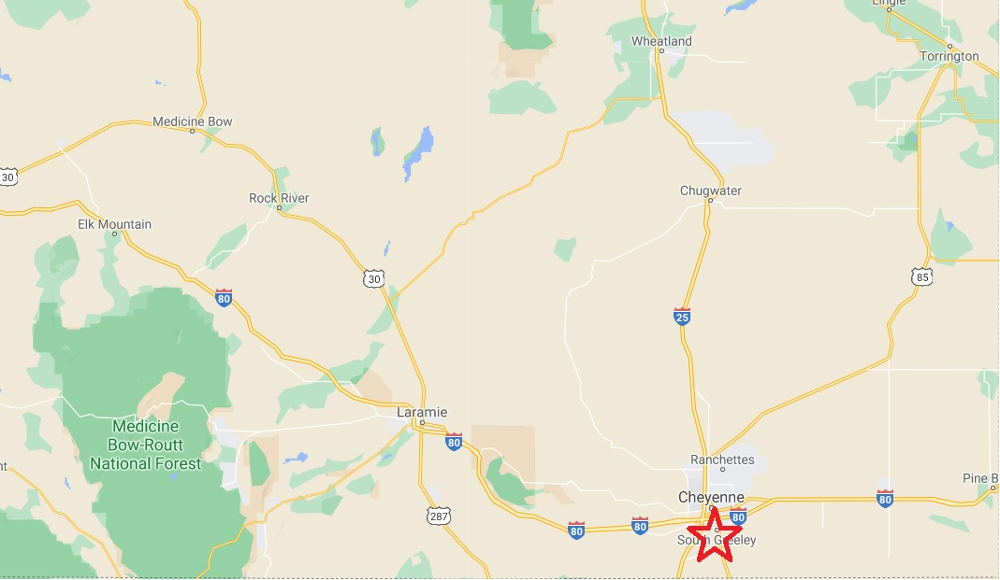 Lingle
Wheatland
Torrington
Medicine Bow
30
Rock River
Chugwater
Elk Mountain
30
85
80
25
Medicine
Bow-Routt
National Forest
Laramie
80
Ranchettes
nt
Pine B
Cheyenne
80
287
80
80
80
South Greeley